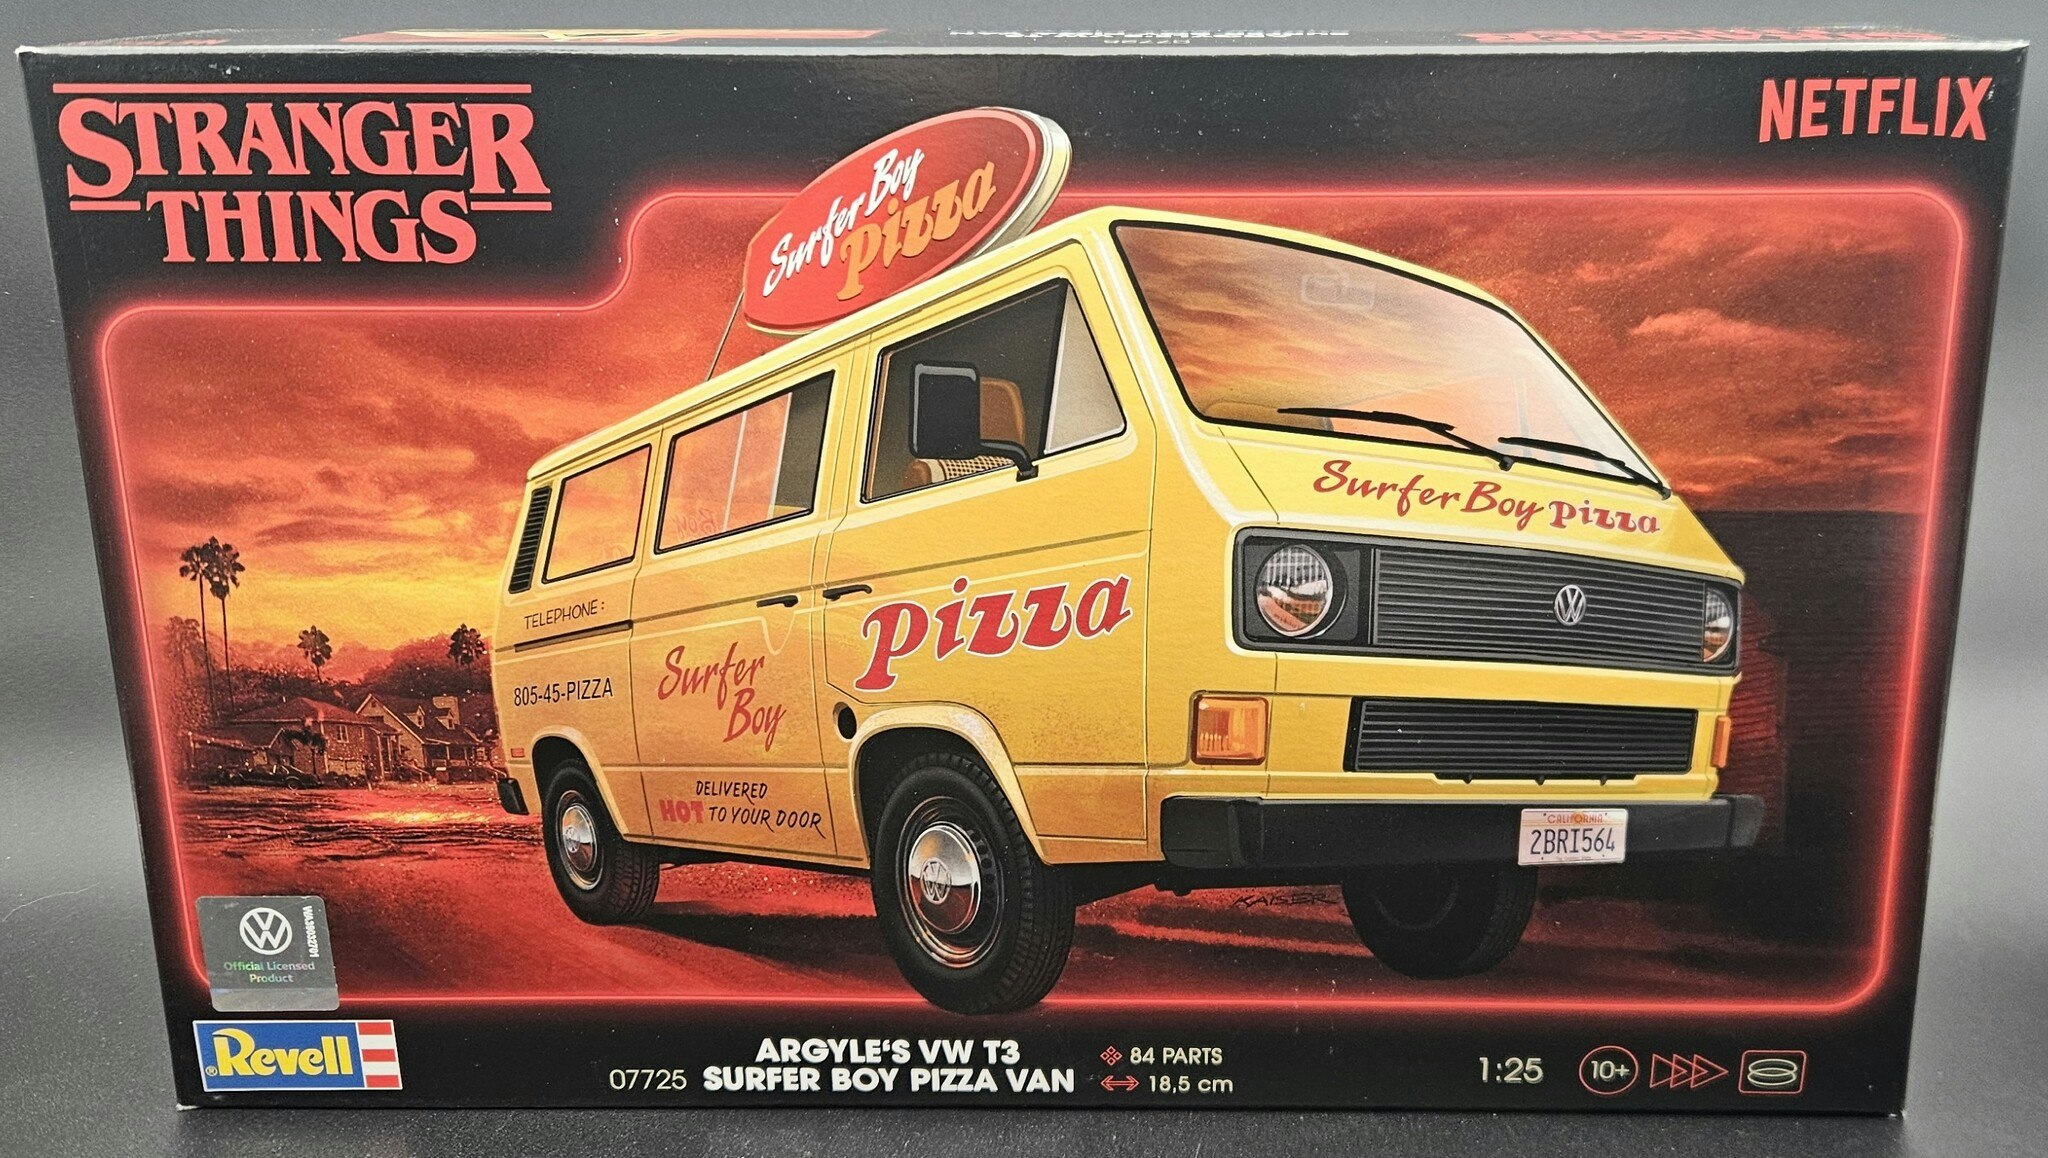 STRANGER
THINGS
NETFLIX
Surfer Boy
Pizza
Surfer Boy Pizza
TELEPHONE:
805-45-PIZZA
Surfer
Boy
Pizza
DELIVERED
HOT TO YOUR DOOR
CALIFORNIA
2BRI564
KAISER
Official Licensed
Product
®Revell
07725
ARGYLE'S VW T3
SURFER BOY PIZZA VAN
84 PARTS
18,5 cm
1:25
10+